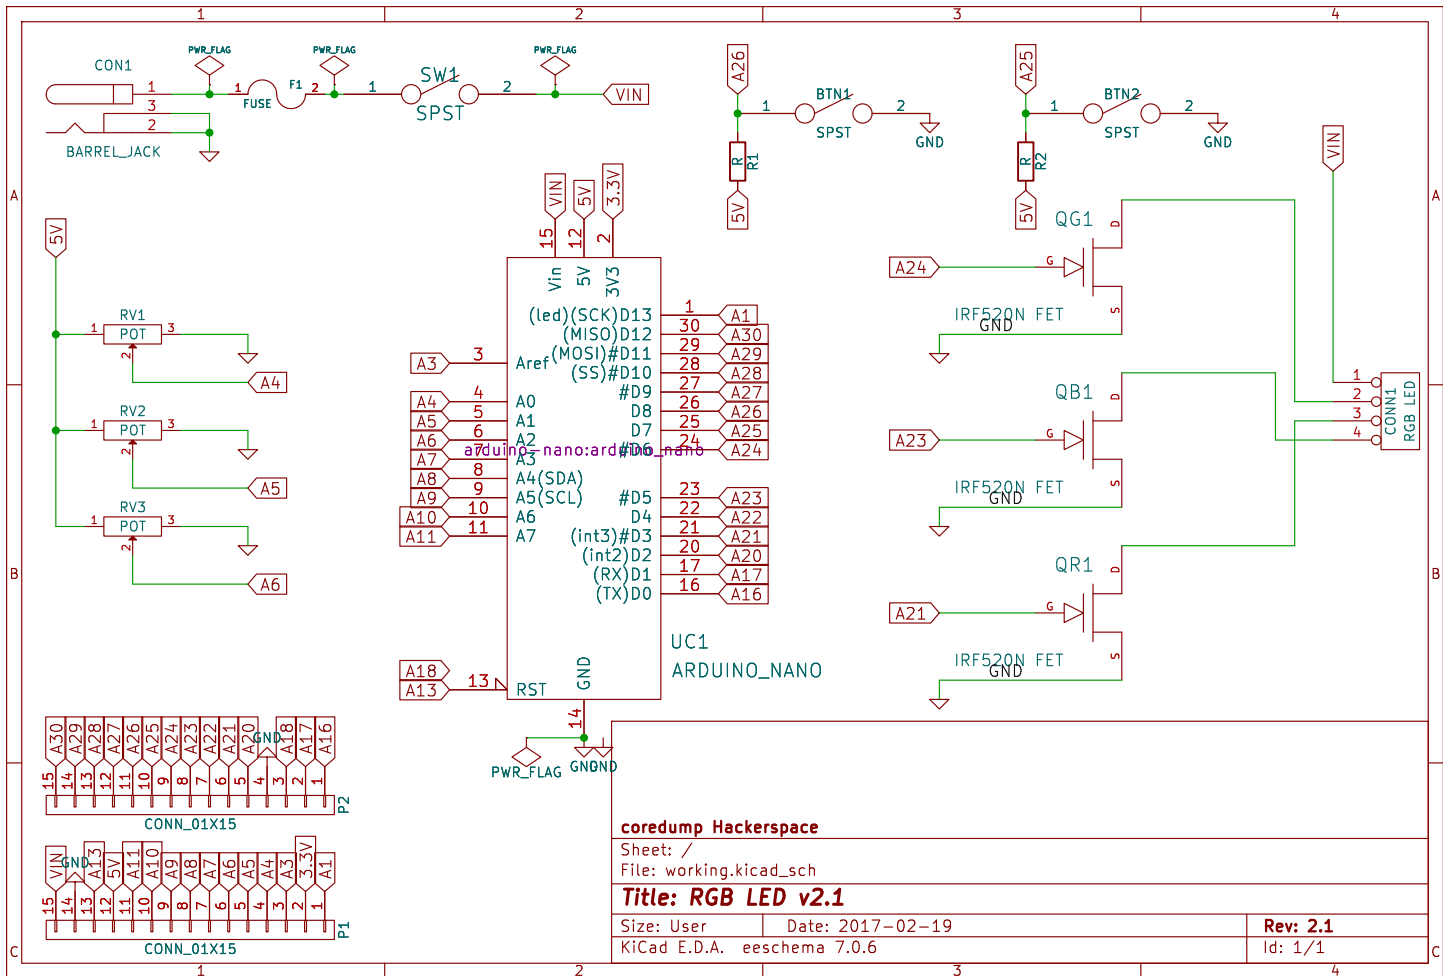 1 2 3 4
PWR_FLAG PWR_FLAG PWR_FLAG
CON1 1 3 2 BARREL_JACK
1 FUSE F1 2
1 SW1 2 SPST VIN
A26 1 BTN1 2 SPST GND R R1 5V
A25 1 BTN2 2 SPST GND R R2 5V
VIN
A A
5V
RV1 1 POT 3 2 A4
RV2 1 POT 3 2 A5
RV3 1 POT 3 2 A6
VIN 5V 3.3V
15 12 2
Vin 5V 3V3
(led)(SCK)D13 1 A1
(MISO)D12 30 A30
(MOSI)#D11 29 A29
(SS)#D10 28 A28
#D9 27 A27
D8 26 A26
D7 25 A25
#D6 24 A24
#D5 23 A23
D4 22 A22
(int3)#D3 21 A21
(int2)D2 20 A20
(RX)D1 17 A17
(TX)D0 16 A16
A3 3 Aref
A4 4 A0
A5 5 A1
A6 6 A2
A7 7 A3
A8 8 A4(SDA)
A9 9 A5(SCL)
A10 10 A6
A11 11 A7
arduino-nano:arduino_nano
A18
A13 13 RST
GND 14
UC1
ARDUINO_NANO
PWR_FLAG GND GND
QG1 D G S A24
IRF520N FET
GND
QB1 D G S A23
IRF520N FET
GND
QR1 D G S A21
IRF520N FET
GND
1 2 3 4 CONN1
RGB LED
B B
A30 A29 A28 A27 A26 A25 A24 A23 A22 A21 A20 GND A18 A17 A16
15 14 13 12 11 10 9 8 7 6 5 4 3 2 1
P2
CONN_01X15
VIN GND A13 5V A11 A10 A9 A8 A7 A6 A5 A4 A3 3.3V A1
15 14 13 12 11 10 9 8 7 6 5 4 3 2 1
P1
CONN_01X15
coredump Hackerspace
Sheet: /
File: working.kicad_sch
Title: RGB LED v2.1
Size: User Date: 2017-02-19 Rev: 2.1
KiCad E.D.A. eeschema 7.0.6 Id: 1/1
C C
1 2 3 4